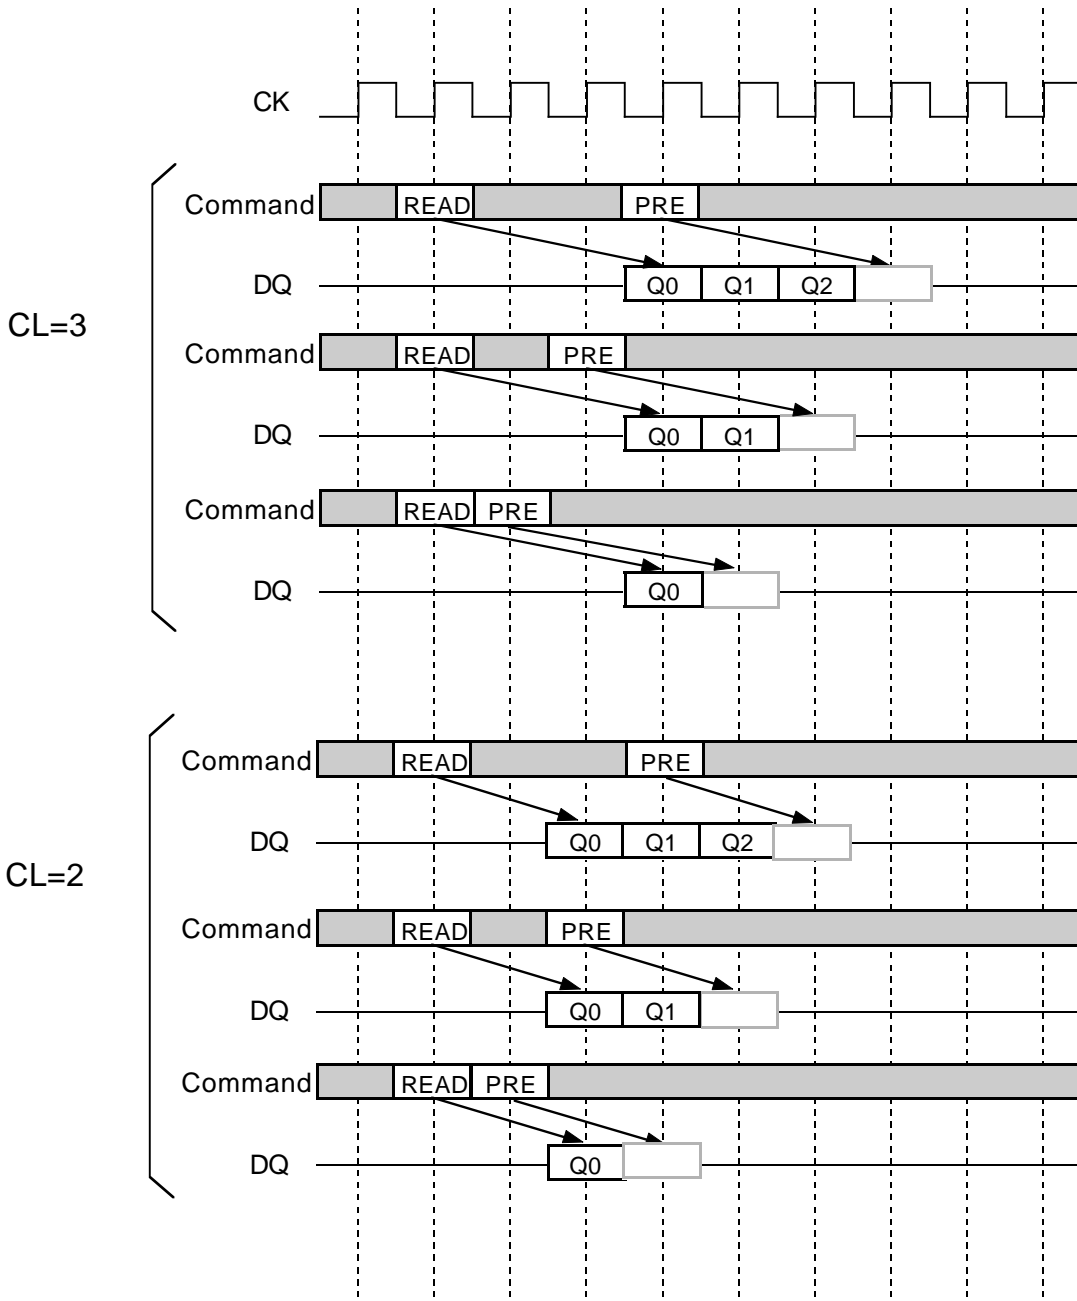 CK
Command READ PRE
DQ Q0 Q1 Q2
CL=3
Command READ PRE
DQ Q0 Q1
Command READ PRE
DQ Q0
Command READ PRE
DQ Q0 Q1 Q2
CL=2
Command READ PRE
DQ Q0 Q1
Command READ PRE
DQ Q0